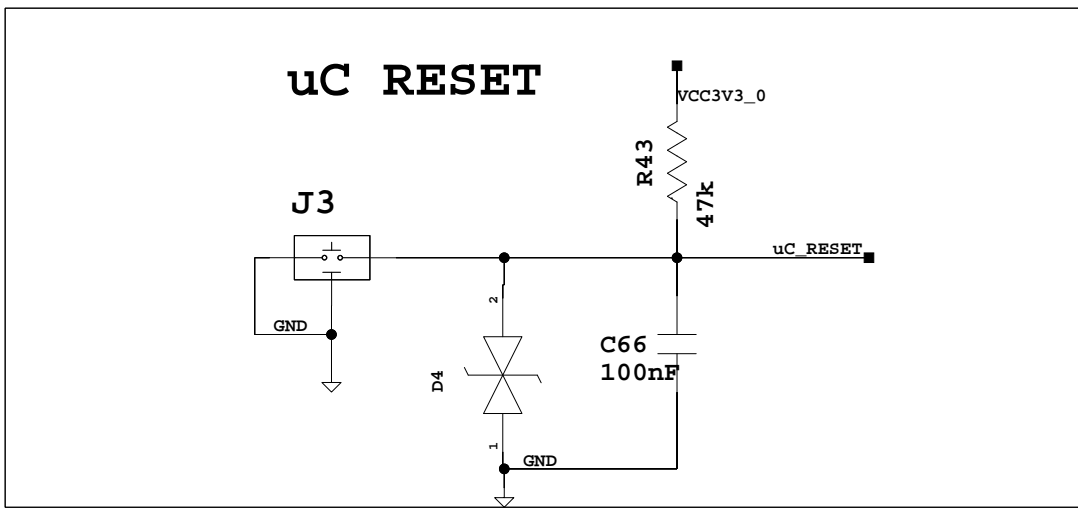 uC RESET
VCC3V3_0
R43
47k
J3
uC_RESET
GND
2
C66
100nF
D4
1
GND